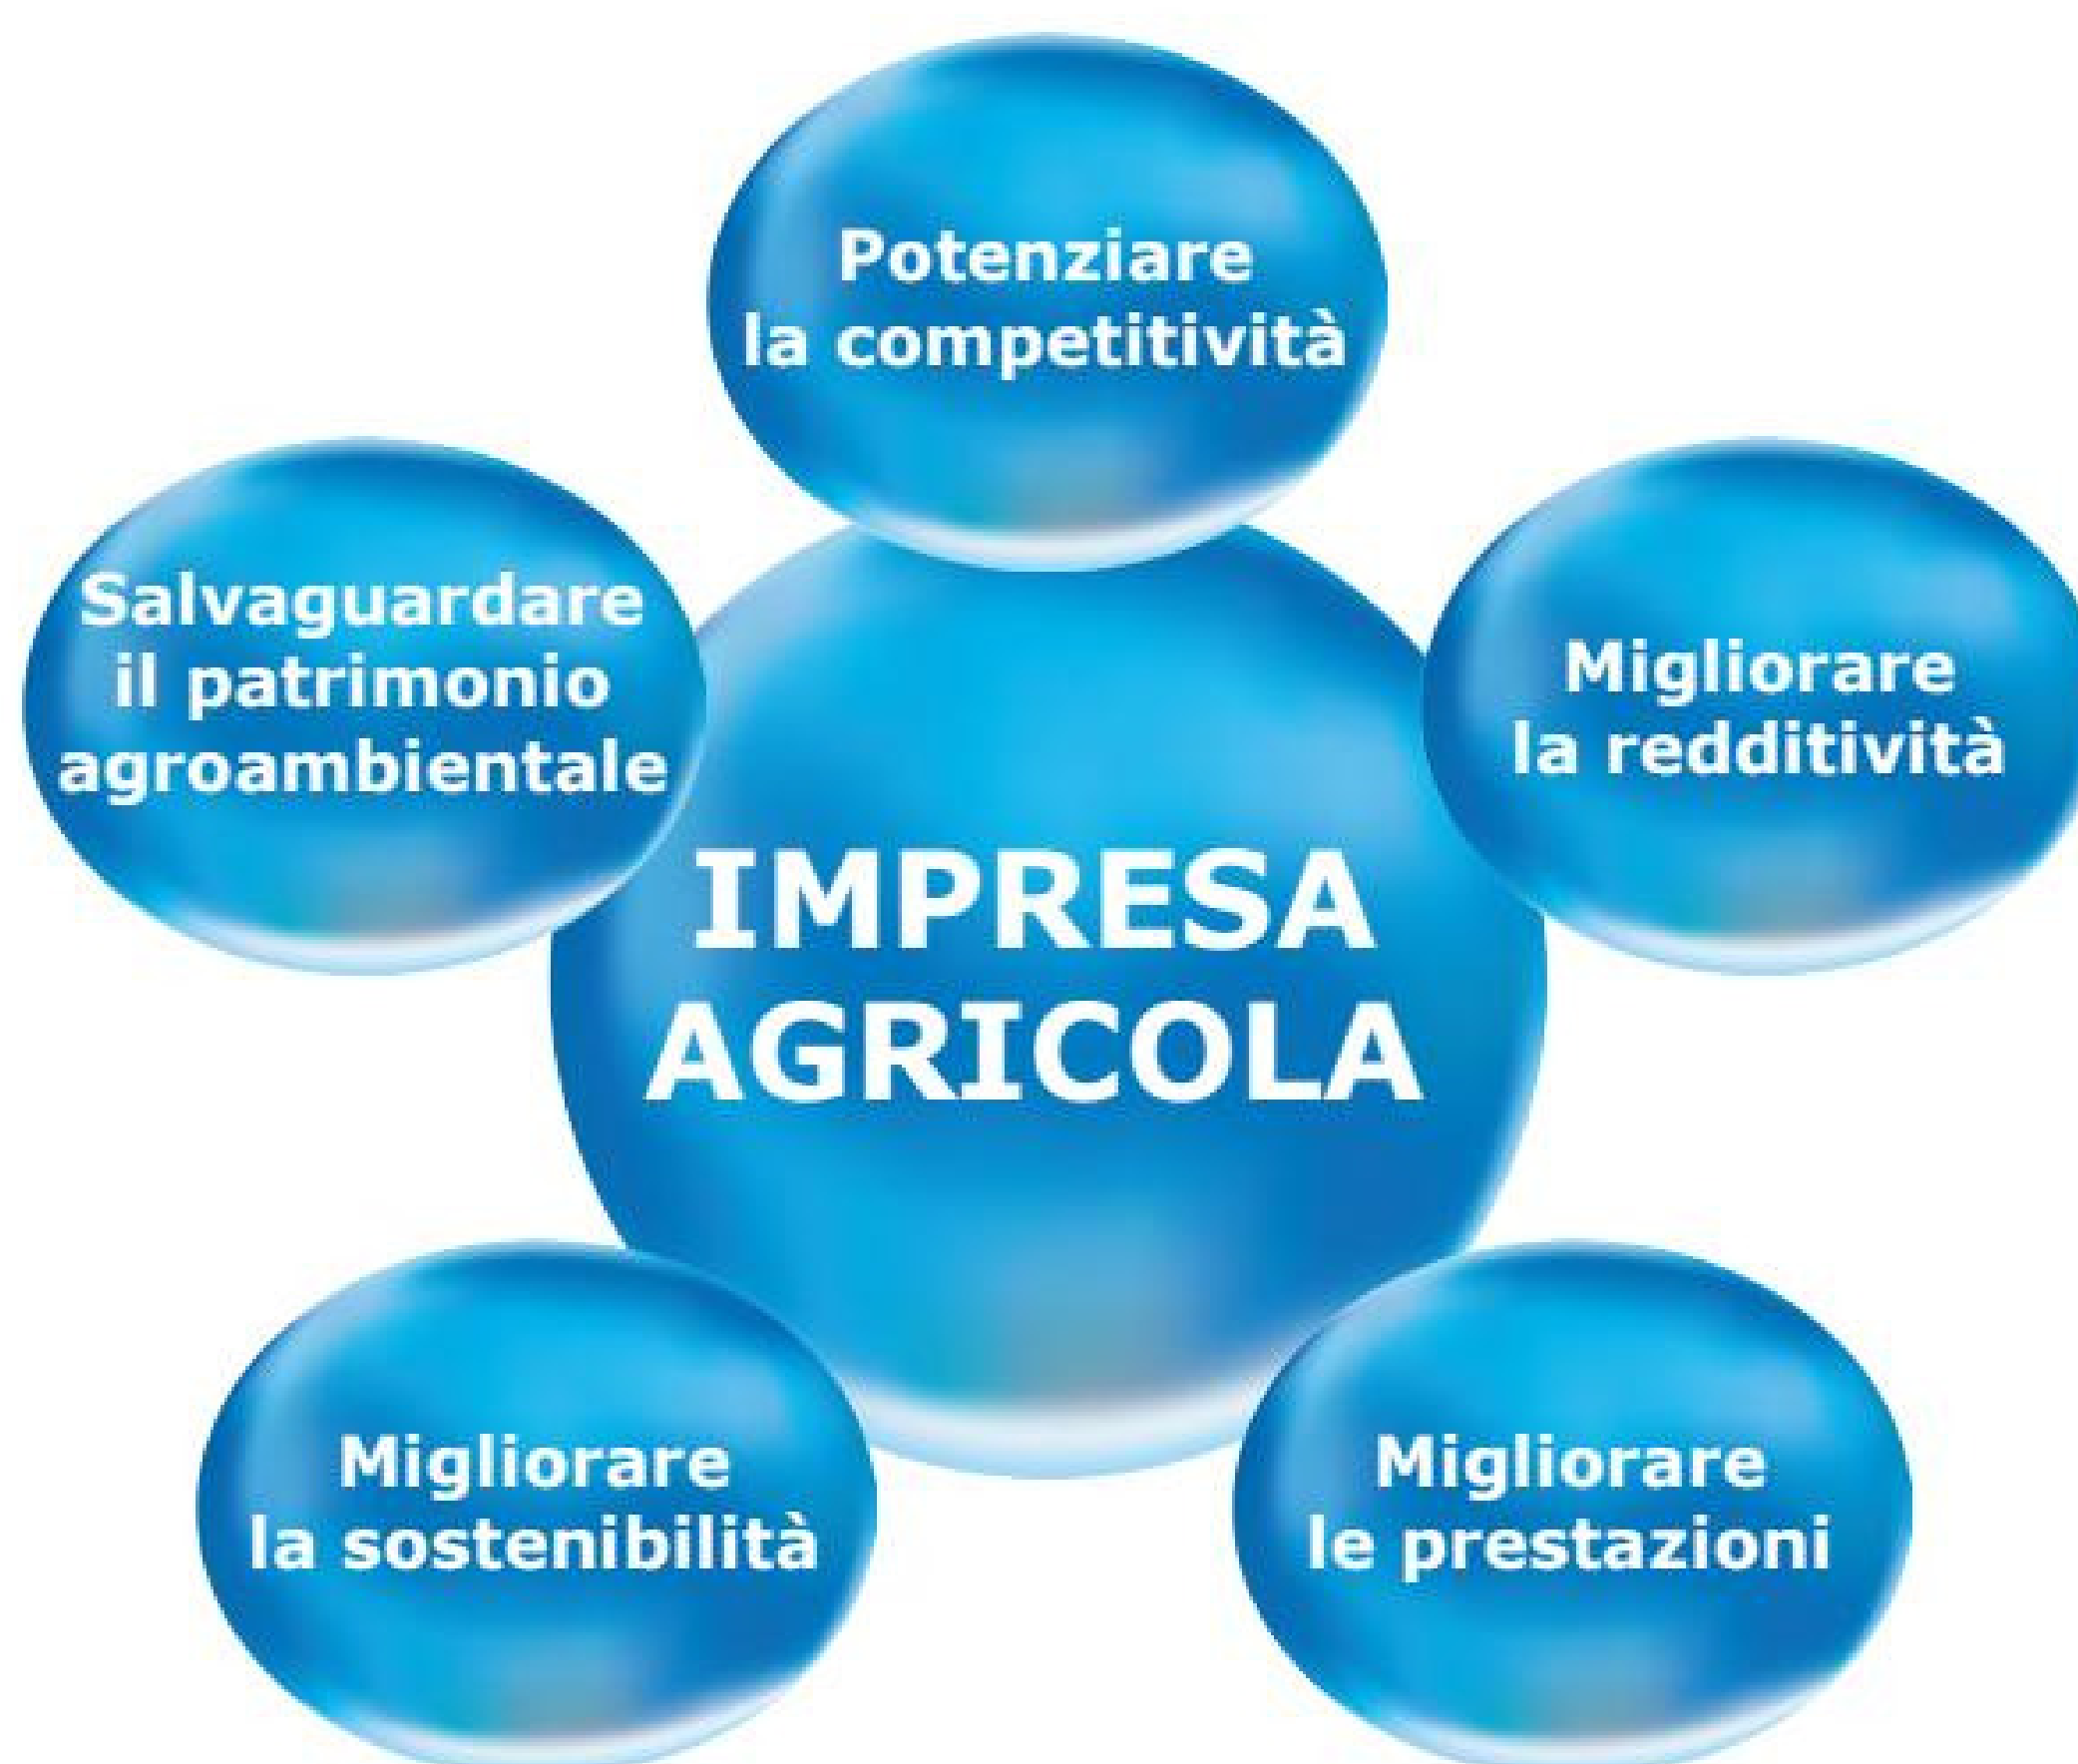 Potenziare
la competitività
Salvaguardare
il patrimonio
agroambientale
Migliorare
la redditività
IMPRESA
AGRICOLA
Migliorare
la sostenibilità
Migliorare
le prestazioni